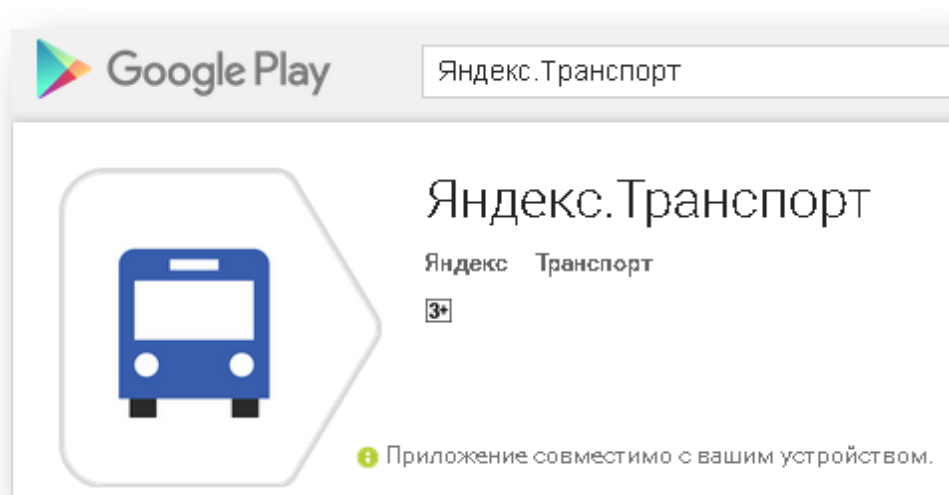 Google Play
Яндекс.Транспорт
Яндекс.Транспорт
Яндекс Транспорт
3+
Приложение совместимо с вашим устройством.